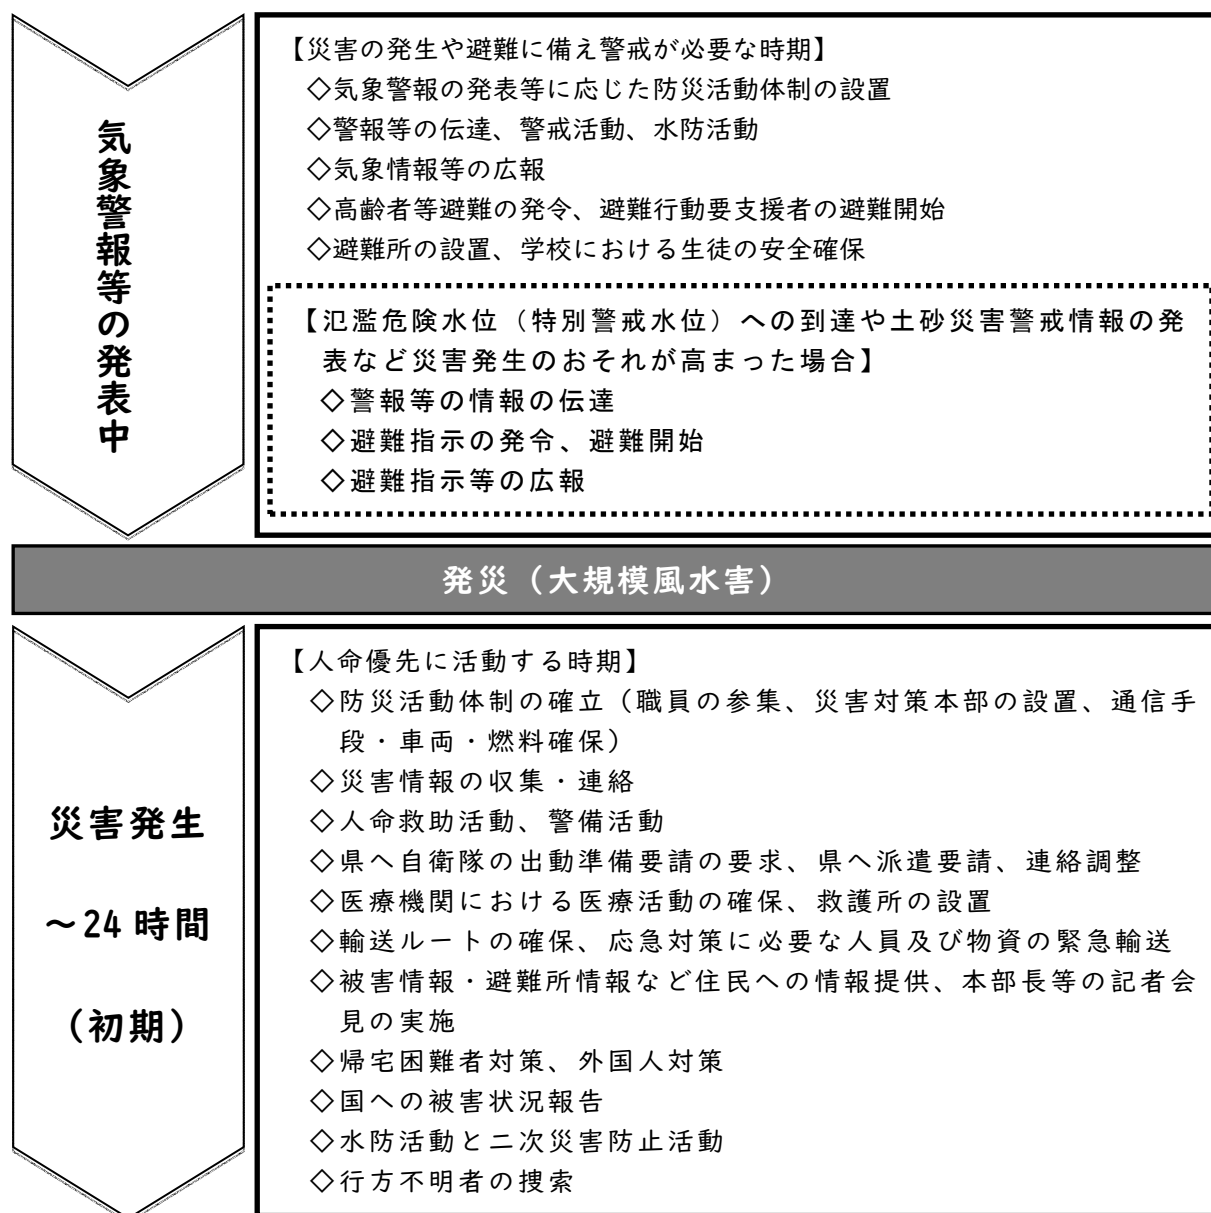 気象警報等の発表中
【災害の発生や避難に備え警戒が必要な時期】
◇気象警報の発表等に応じた防災活動体制の設置
◇警報等の伝達、警戒活動、水防活動
◇気象情報等の広報
◇高齢者等避難の発令、避難行動要支援者の避難開始
◇避難所の設置、学校における生徒の安全確保
【氾濫危険水位（特別警戒水位）への到達や土砂災害警戒情報の発
表など災害発生のおそれが高まった場合】
◇警報等の情報の伝達
◇避難指示の発令、避難開始
◇避難指示等の広報
発災（大規模風水害）
災害発生
～24時間
（初期）
【人命優先に活動する時期】
◇防災活動体制の確立（職員の参集、災害対策本部の設置、通信手
段・車両・燃料確保）
◇災害情報の収集・連絡
◇人命救助活動、警備活動
◇県へ自衛隊の出動準備要請の要求、県へ派遣要請、連絡調整
◇医療機関における医療活動の確保、救護所の設置
◇輸送ルートの確保、応急対策に必要な人員及び物資の緊急輸送
◇被害情報・避難所情報など住民への情報提供、本部長等の記者会
見の実施
◇帰宅困難者対策、外国人対策
◇国への被害状況報告
◇水防活動と二次災害防止活動
◇行方不明者の捜索